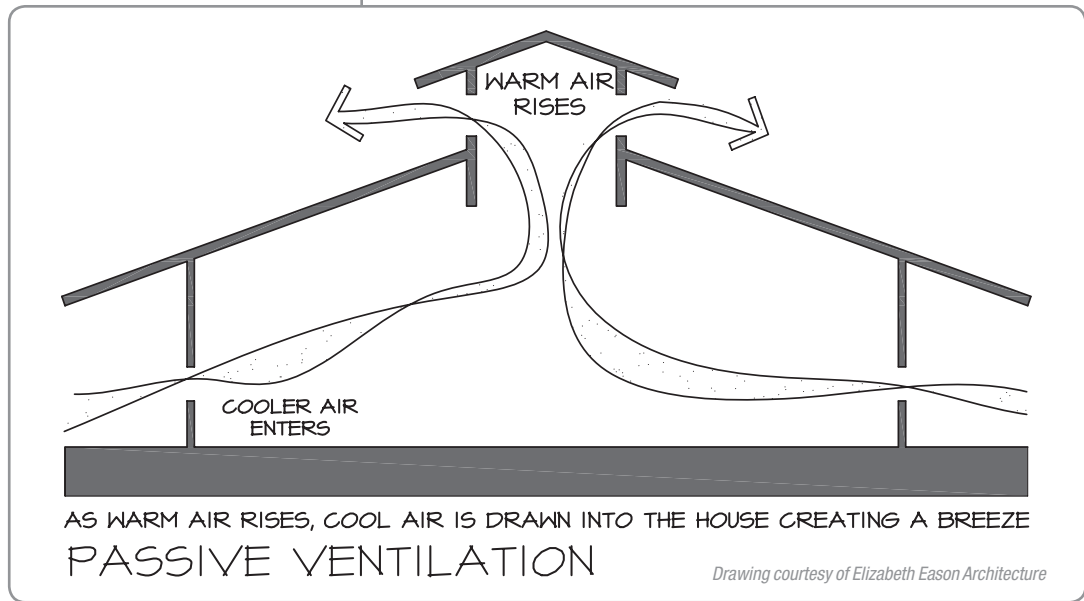 WARM AIR
RISES
COOLER AIR
ENTERS
AS WARM AIR RISES, COOL AIR IS DRAWN INTO THE HOUSE CREATING A BREEZE
PASSIVE VENTILATION
Drawing courtesy of Elizabeth Eason Architecture